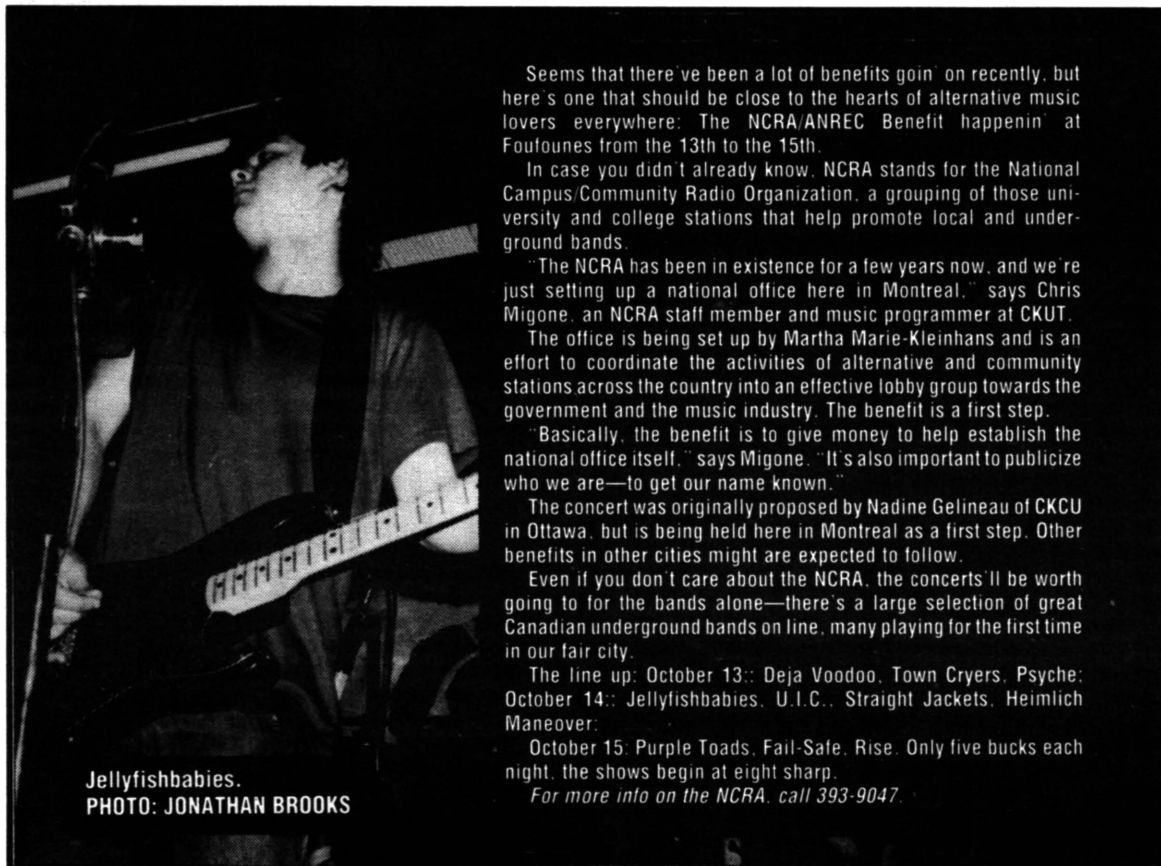 Seems that there've been a lot of benefits goin' on recently, but
here's one that should be close to the hearts of alternative music
lovers everywhere: The NCRA/ANREC Benefit happenin' at
Foufounes from the 13th to the 15th.
In case you didn't already know, NCRA stands for the National
Campus/Community Radio Organization, a grouping of those uni-
versity and college stations that help promote local and under-
ground bands.
"The NCRA has been in existence for a few years now, and we're
just setting up a national office here in Montreal," says Chris
Migone, an NCRA staff member and music programmer at CKUT.
The office is being set up by Martha Marie-Kleinhans and is an
effort to coordinate the activities of alternative and community
stations across the country into an effective lobby group towards the
government and the music industry. The benefit is a first step.
"Basically, the benefit is to give money to help establish the
national office itself," says Migone. "It's also important to publicize
who we are—to get our name known."
The concert was originally proposed by Nadine Gelineau of CKCU
in Ottawa, but is being held here in Montreal as a first step. Other
benefits in other cities might are expected to follow.
Even if you don't care about the NCRA, the concerts'll be worth
going to for the bands alone—there's a large selection of great
Canadian underground bands on line, many playing for the first time
in our fair city.
The line up: October 13:: Deja Voodoo, Town Cryers, Psyche;
October 14:: Jellyfishbabies, U.I.C., Straight Jackets, Heimlich
Maneover;
October 15: Purple Toads, Fail-Safe, Rise. Only five bucks each
night, the shows begin at eight sharp.
For more info on the NCRA, call 393-9047.
Jellyfishbabies.
PHOTO: JONATHAN BROOKS